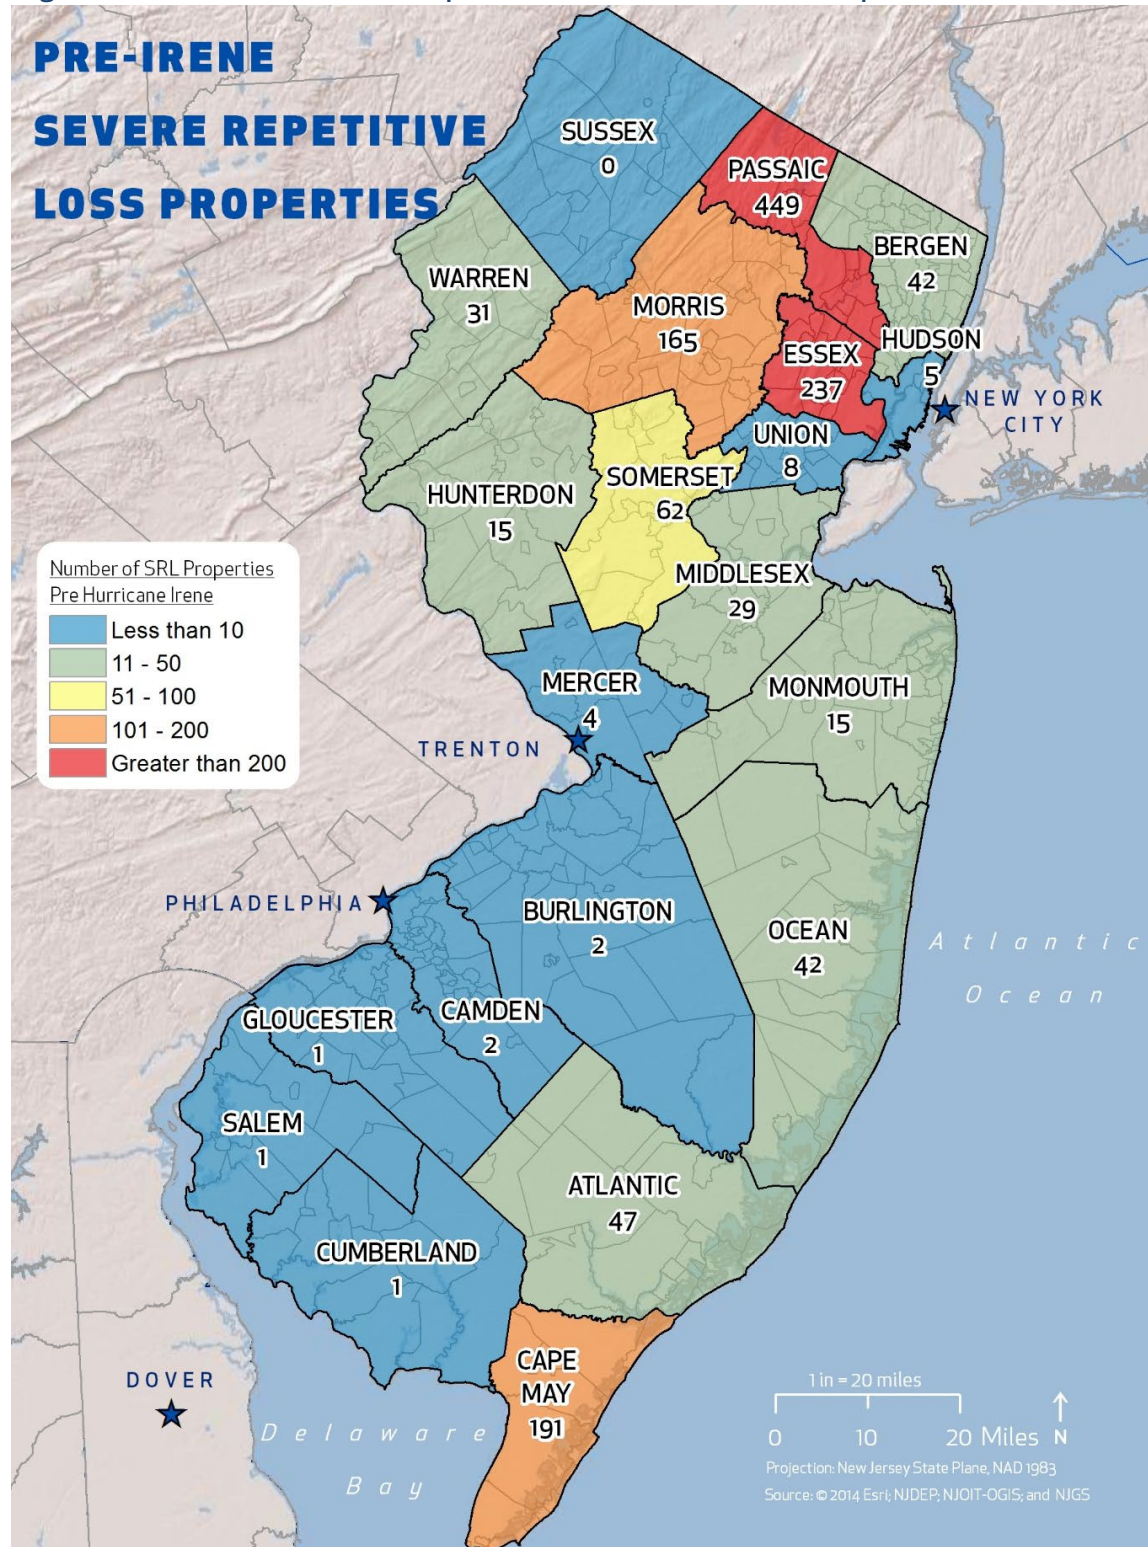 PRE-IRENE
SEVERE REPETITIVE
LOSS PROPERTIES
SUSSEX
0
PASSAIC
449
BERGEN
42
WARREN
31
MORRIS
165
ESSEX
237
HUDSON
5
NEW YORK
CITY
UNION
8
SOMERSET
62
HUNTERDON
15
MIDDLESEX
29
Number of SRL Properties
Pre Hurricane Irene
Less than 10
11 - 50
51 - 100
101 - 200
Greater than 200
MERCER
4
MONMOUTH
15
TRENTON
PHILADELPHIA
BURLINGTON
2
OCEAN
42
Atlantic
Ocean
GLOUCESTER
1
CAMDEN
2
SALEM
1
ATLANTIC
47
CUMBERLAND
1
CAPE
MAY
191
DOVER
Delaware
Bay
1 in = 20 miles
0 10 20 Miles N
Projection: New Jersey State Plane, NAD 1983
Source: © 2014 Esri; NJDEP; NJOIT-OGIS; and NJGS